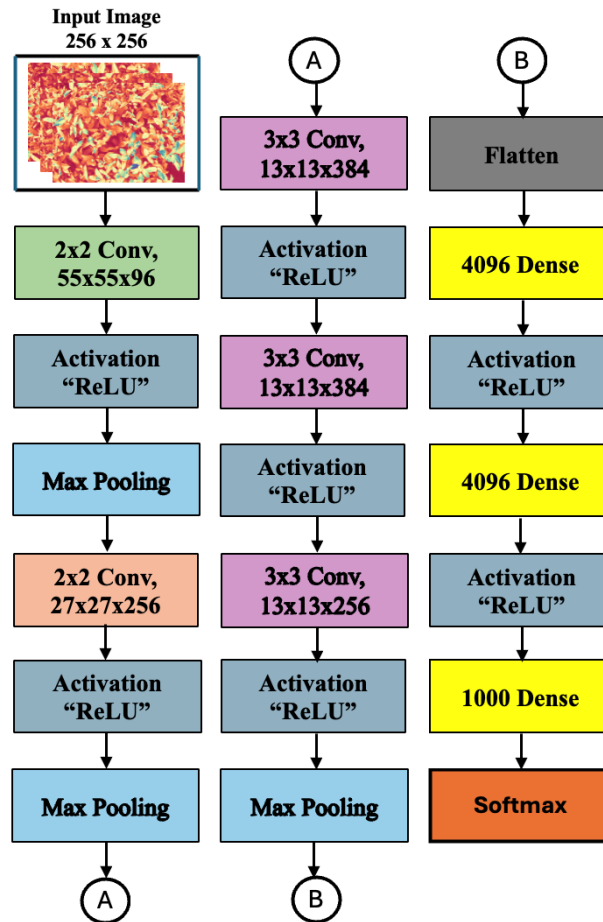 Input Image
256 x 256
2x2 Conv,
55x55x96
Activation
“ReLU”
Max Pooling
2x2 Conv,
27x27x256
Activation
“ReLU”
Max Pooling
A
A
3x3 Conv,
13x13x384
Activation
“ReLU”
3x3 Conv,
13x13x384
Activation
“ReLU”
3x3 Conv,
13x13x256
Activation
“ReLU”
Max Pooling
B
B
Flatten
4096 Dense
Activation
“ReLU”
4096 Dense
Activation
“ReLU”
1000 Dense
Softmax